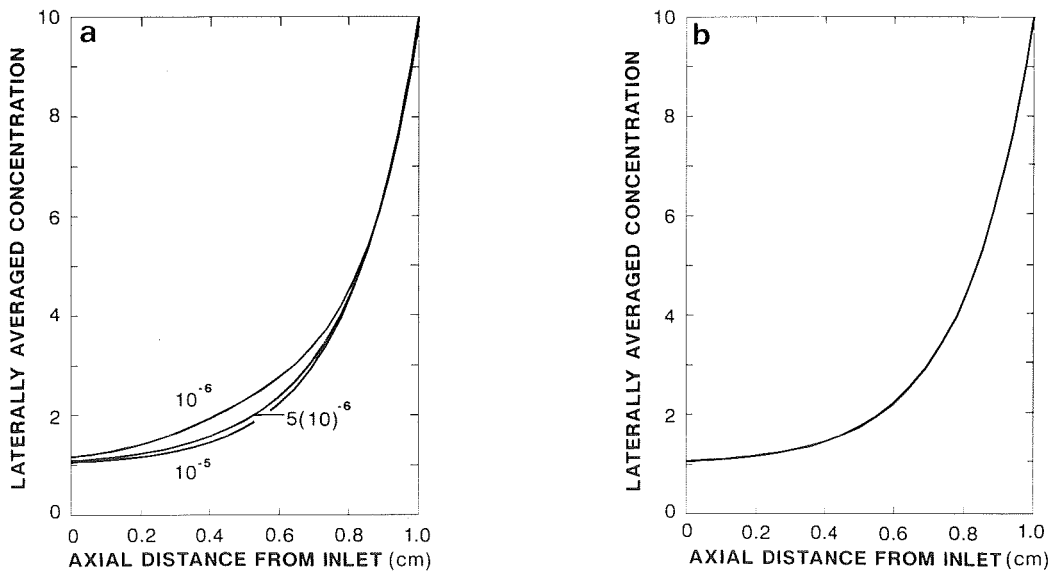 a
LATERALLY AVERAGED CONCENTRATION
10
8
6
4
2
0
10^-6
5(10)^-6
10^-5
0 0.2 0.4 0.6 0.8 1.0
AXIAL DISTANCE FROM INLET (cm)
b
LATERALLY AVERAGED CONCENTRATION
10
8
6
4
2
0
0 0.2 0.4 0.6 0.8 1.0
AXIAL DISTANCE FROM INLET (cm)